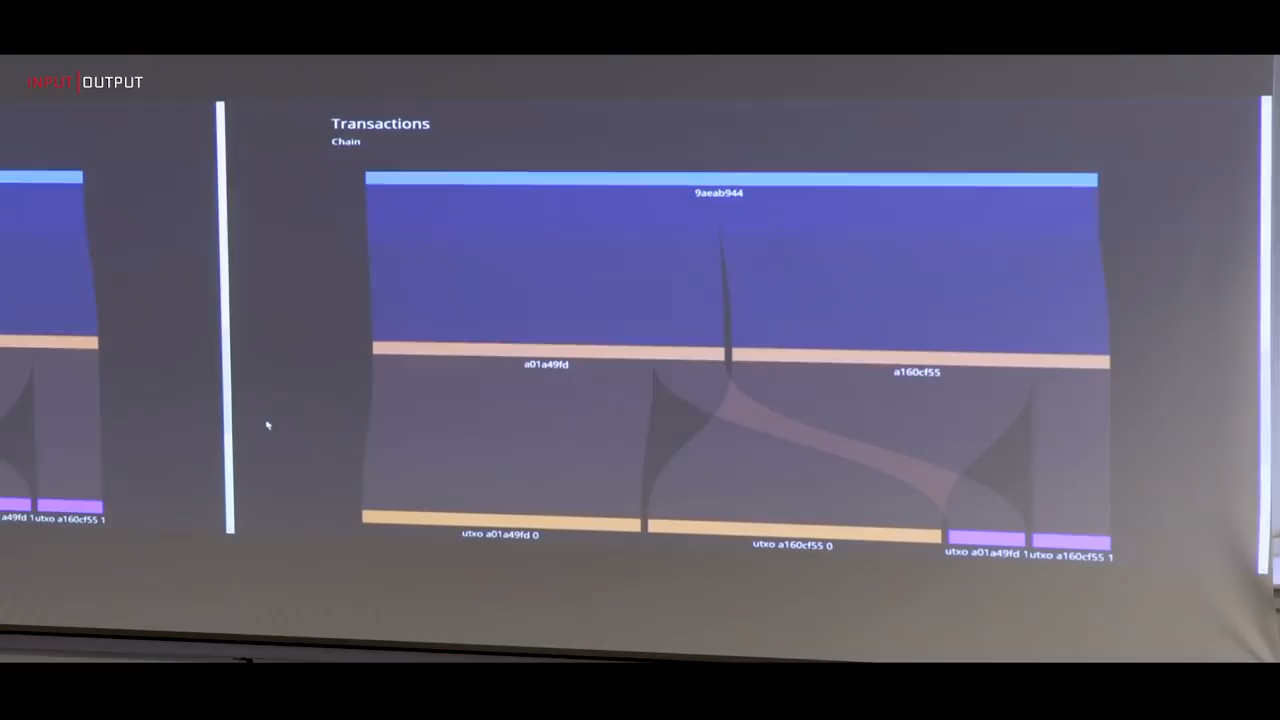 INPUT|OUTPUT
Transactions
Chain
9aeab944
a01a49fd
a160cf55
utxo a01a49fd 0
utxo a160cf55 0
utxo a01a49fd 1
utxo a160cf55 1
a49fd 1
utxo a160cf55 1